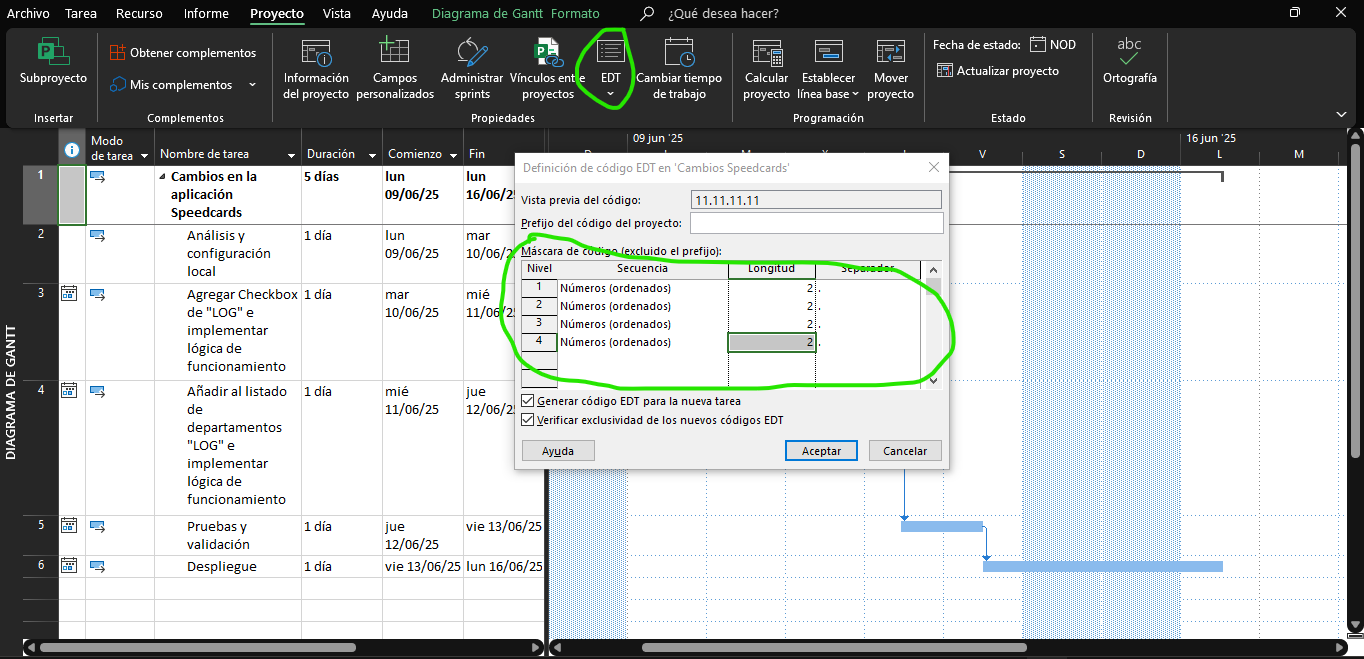 Archivo Tarea Recurso Informe Proyecto Vista Ayuda Diagrama de Gantt Formato ¿Qué desea hacer?
Subproyecto
Insertar
Obtener complementos
Mis complementos
Complementos
Información
del proyecto
Campos
personalizados
Administrar
sprints
Vínculos entre
proyectos
EDT
Cambiar tiempo
de trabajo
Propiedades
Calcular
proyecto
Establecer
línea base
Mover
proyecto
Programación
Fecha de estado: NOD
Actualizar proyecto
Estado
abc
Ortografía
Revisión
Modo
de tarea
Nombre de tarea
Duración
Comienzo
Fin
09 jun '25
16 jun '25
V S D L M
1
Cambios en la
aplicación
Speedcards
5 días
lun
09/06/25
lun
16/06/25
2
Análisis y
configuración
local
1 día
lun
09/06/25
mar
10/06/25
3
Agregar Checkbox
de "LOG" e
implementar
lógica de
funcionamiento
1 día
mar
10/06/25
mié
11/06/25
4
Añadir al listado
de
departamentos
"LOG" e
implementar
lógica de
funcionamiento
1 día
mié
11/06/25
jue
12/06/25
5
Pruebas y
validación
1 día
jue
12/06/25
vie 13/06/25
6
Despliegue
1 día
vie 13/06/25
lun 16/06/25
DIAGRAMA DE GANTT
Definición de código EDT en 'Cambios Speedcards'
Vista previa del código: 11.11.11.11
Prefijo del código del proyecto:
Máscara de código (excluido el prefijo):
Nivel Secuencia Longitud Separador
1 Números (ordenados) 2 .
2 Números (ordenados) 2 .
3 Números (ordenados) 2 .
4 Números (ordenados) 2 .
Generar código EDT para la nueva tarea
Verificar exclusividad de los nuevos códigos EDT
Ayuda Aceptar Cancelar